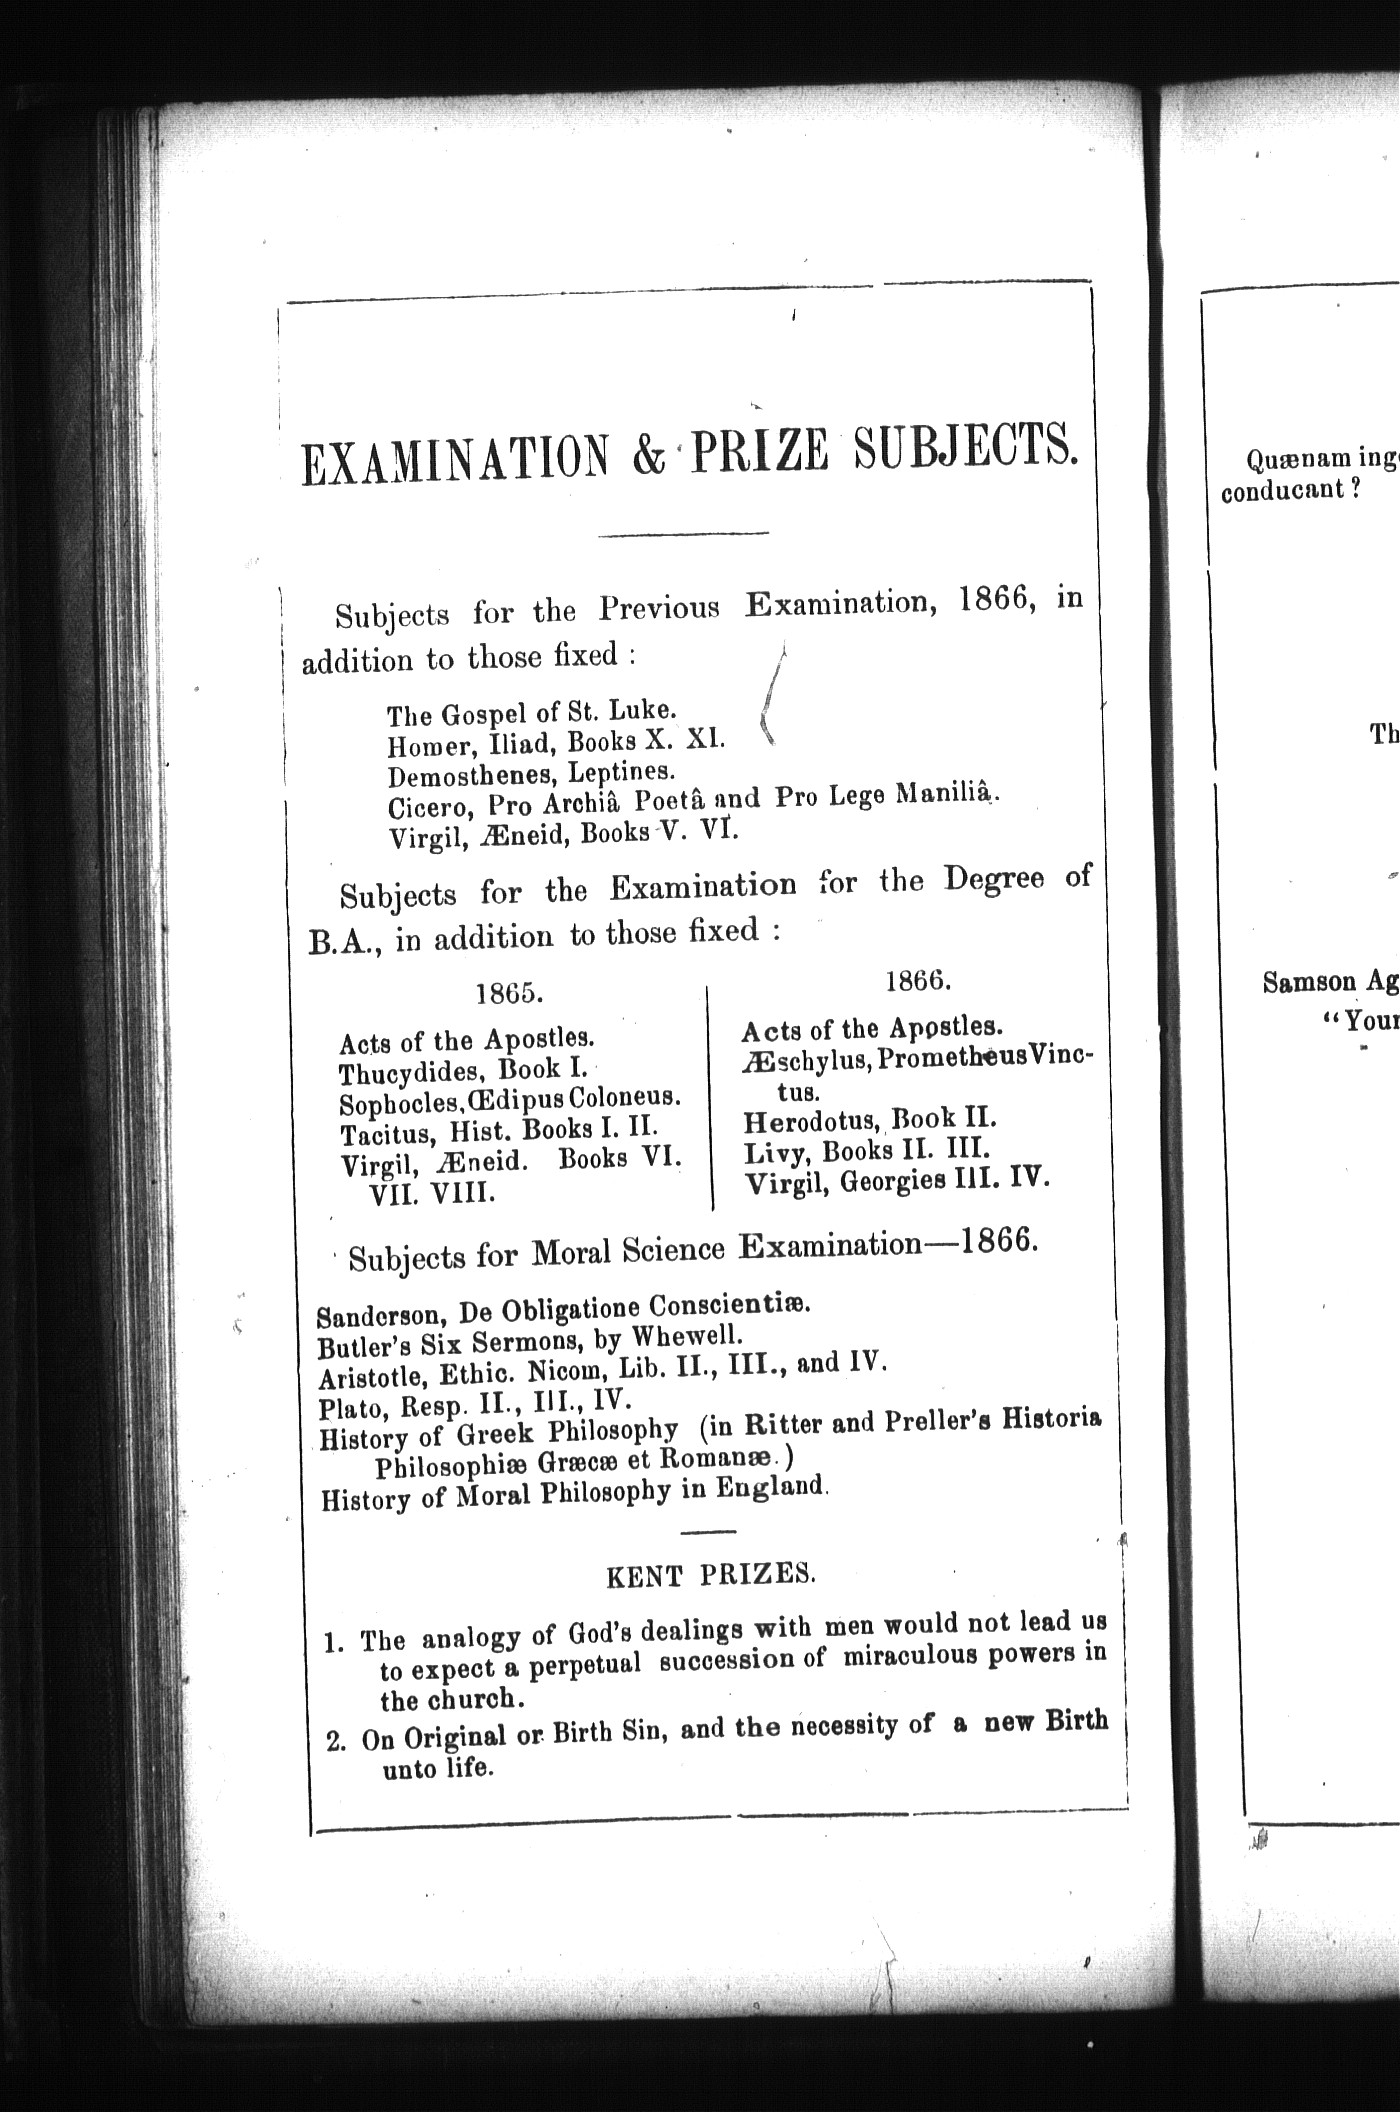 EXAMINATION & PRIZE SUBJECTS.
Subjects for the Previous Examination, 1866, in
addition to those fixed :
The Gospel of St. Luke.
Homer, Iliad, Books X. XI.
Demosthenes, Leptines.
Cicero, Pro Archiâ Poetâ and Pro Lege Maniliâ.
Virgil, Æneid, Books V. VI.
Subjects for the Examination for the Degree of
B.A., in addition to those fixed :
1865.
Acts of the Apostles.
Thucydides, Book I.
Sophocles, Œdipus Coloneus.
Tacitus, Hist. Books I. II.
Virgil, Æneid. Books VI.
VII. VIII.
1866.
Acts of the Apostles.
Æschylus, Prometheus Vinc-
tus.
Herodotus, Book II.
Livy, Books II. III.
Virgil, Georgies III. IV.
Subjects for Moral Science Examination—1866.
Sanderson, De Obligatione Conscientiæ.
Butler's Six Sermons, by Whewell.
Aristotle, Ethic. Nicom, Lib. II., III., and IV.
Plato, Resp. II., III., IV.
History of Greek Philosophy (in Ritter and Preller's Historia
Philosophiæ Græcæ et Romanæ.)
History of Moral Philosophy in England.
KENT PRIZES.
1. The analogy of God's dealings with men would not lead us
to expect a perpetual succession of miraculous powers in
the church.
2. On Original or Birth Sin, and the necessity of a new Birth
unto life.
Quænam ing
conducant ?
Th
Samson Ag
"Your